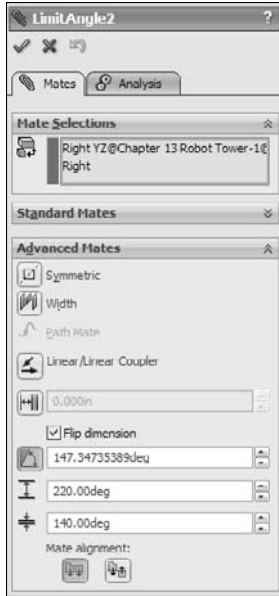 LimitAngle2 ?
Mates Analysis
Mate Selections
Right YZ@Chapter 13 Robot Tower-1@
Right
Standard Mates
Advanced Mates
Symmetric
Width
Path Mate
Linear/Linear Coupler
0.000in
Flip dimension
147.34735389deg
220.00deg
140.00deg
Mate alignment: